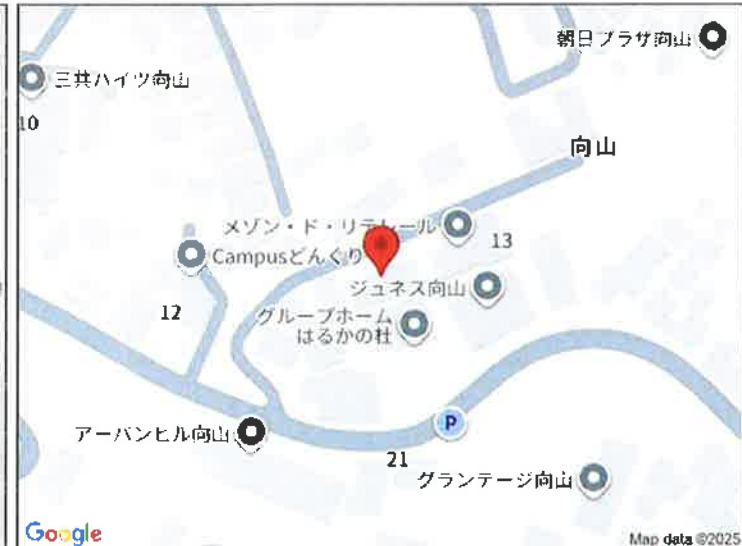 朝日プラザ向山
三共ハイツ向山
10
向山
メゾン・ド・リテレール
13
Campusどんぐり
ジュネス向山
12
グループホーム
はるかの杜
P
アーバンヒル向山
21
グランテージ向山
Google
Map data ©2025